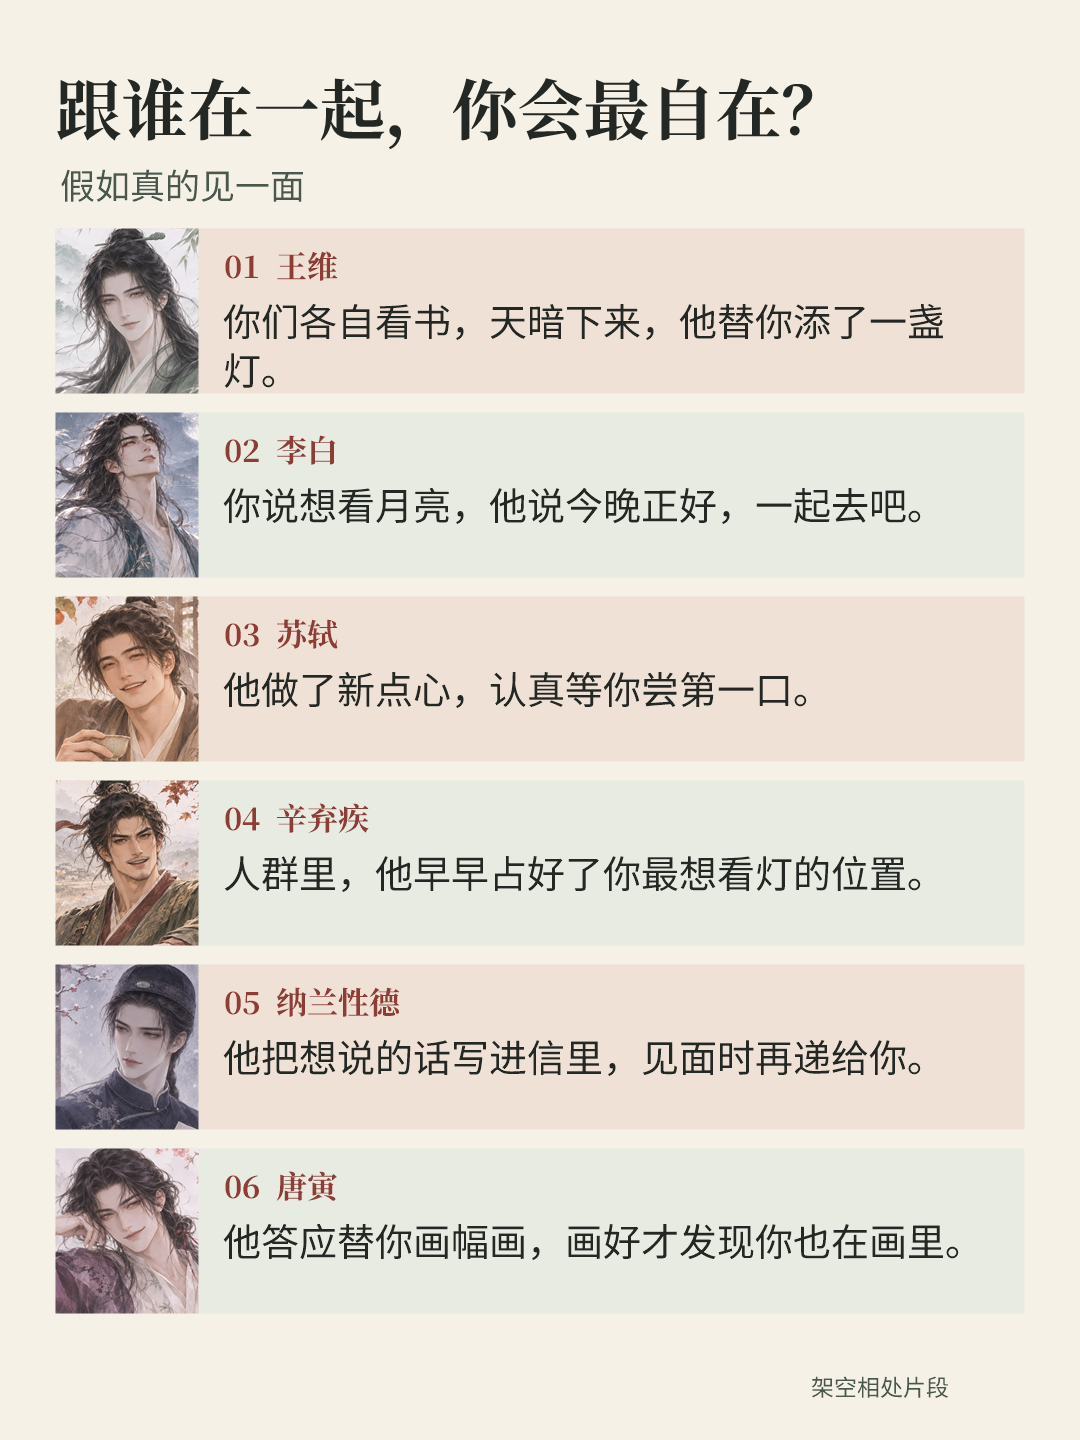 跟谁在一起，你会最自在？
假如真的见一面
01 王维
你们各自看书，天暗下来，他替你添了一盏
灯。
02 李白
你说想看月亮，他说今晚正好，一起去吧。
03 苏轼
他做了新点心，认真等你尝第一口。
04 辛弃疾
人群里，他早早占好了你最想看灯的位置。
05 纳兰性德
他把想说的话写进信里，见面时再递给你。
06 唐寅
他答应替你画幅画，画好才发现你也在画里。
架空相处片段